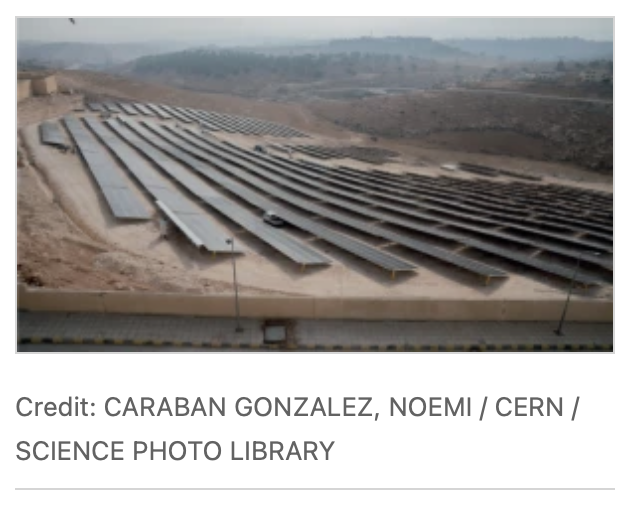 Credit: CARABAN GONZALEZ, NOEMI / CERN /
SCIENCE PHOTO LIBRARY